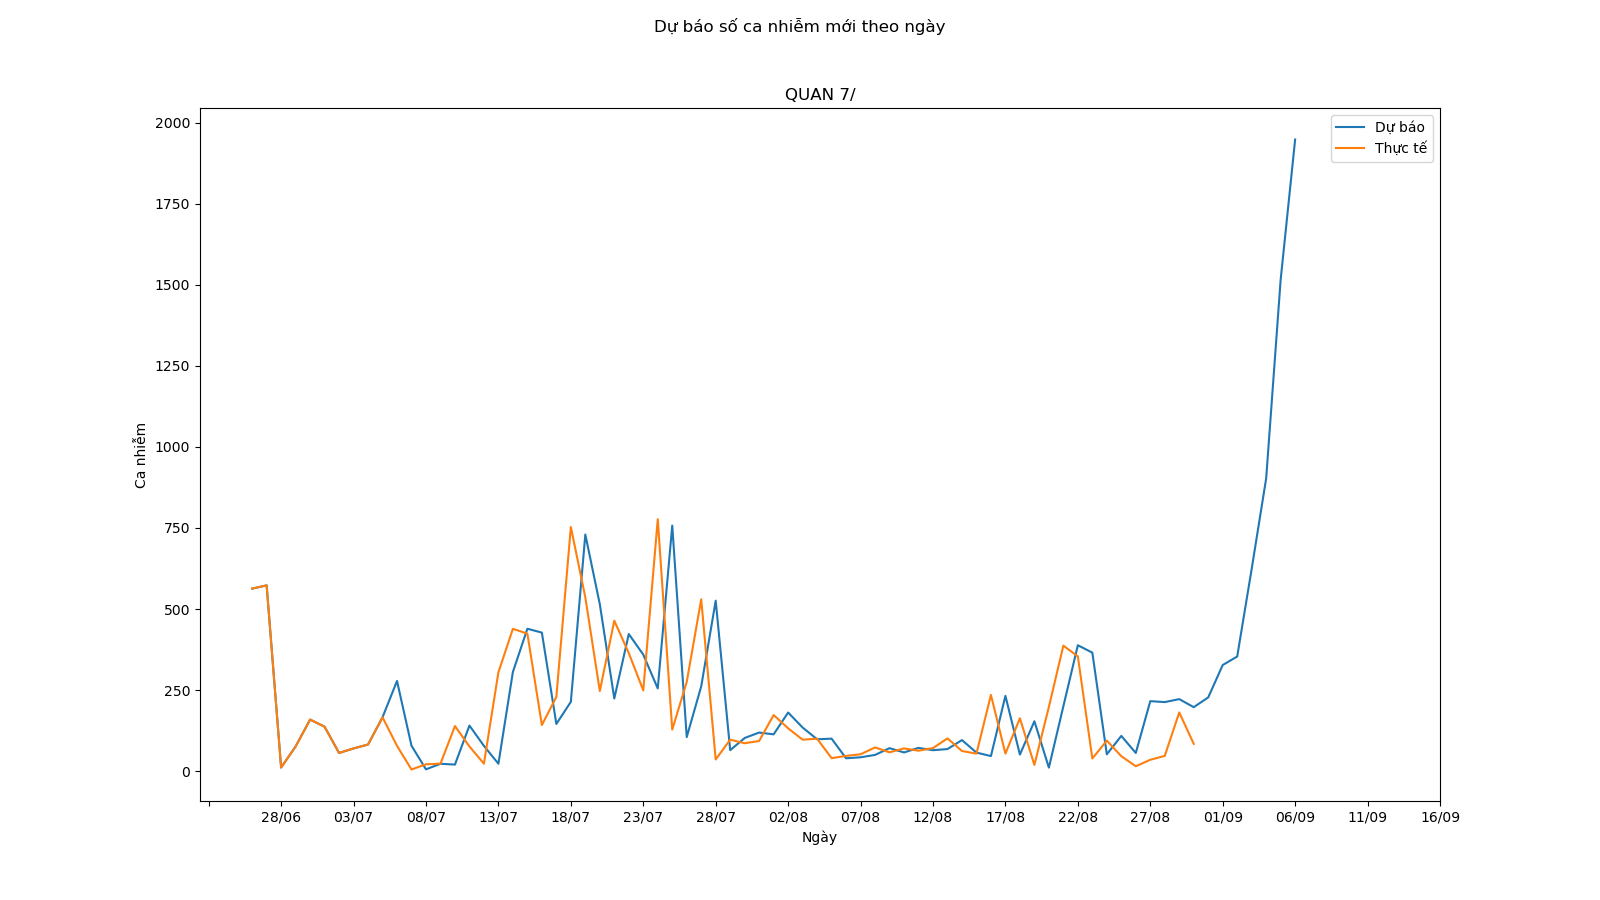 Dự báo số ca nhiễm mới theo ngày
QUAN 7/
Dự báo
Thực tế
2000
1750
1500
1250
1000
750
500
250
0
Ca nhiễm
28/06 03/07 08/07 13/07 18/07 23/07 28/07 02/08 07/08 12/08 17/08 22/08 27/08 01/09 06/09 11/09 16/09
Ngày